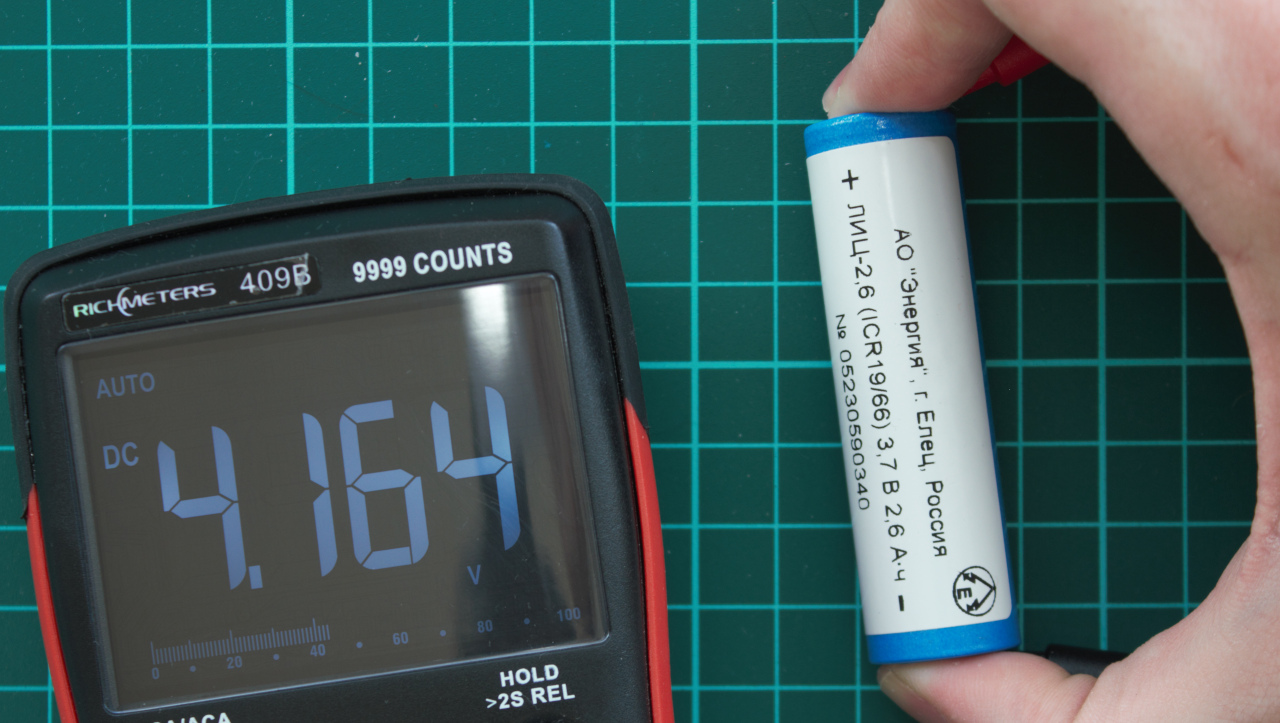 RICHMETERS 409B 9999 COUNTS
AUTO
DC 4.164 V
0 20 40 60 80 100
HOLD
>2S REL
АО "Энергия", г. Елец, Россия
+ ЛИЦ-2,6 (ICR19/66) 3,7 В 2,6 А·ч -
№ 05230590340
E